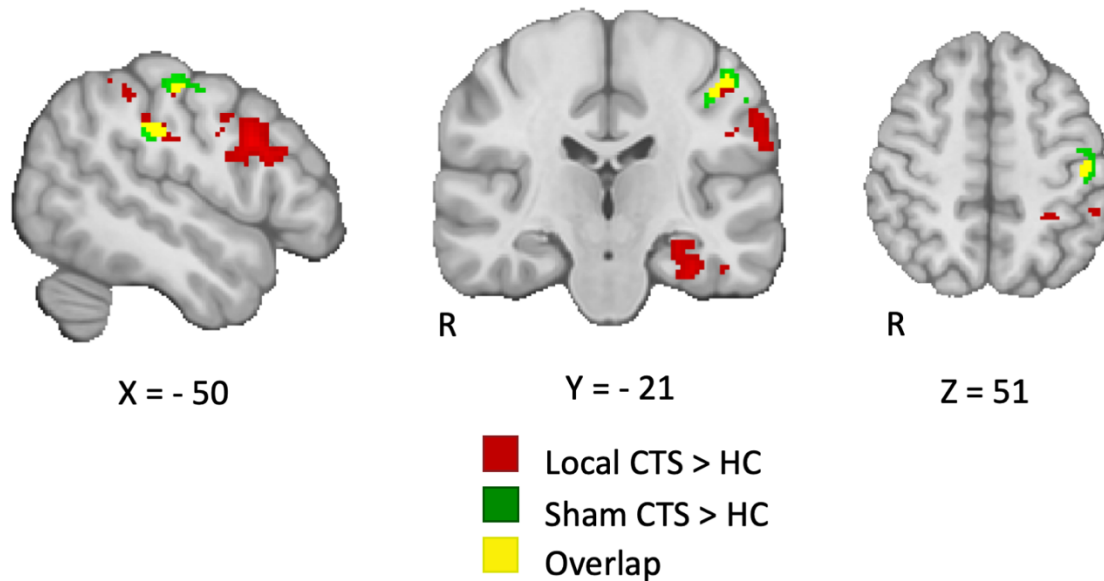 R
R
X = - 50
Y = - 21
Z = 51
Local CTS > HC
Sham CTS > HC
Overlap